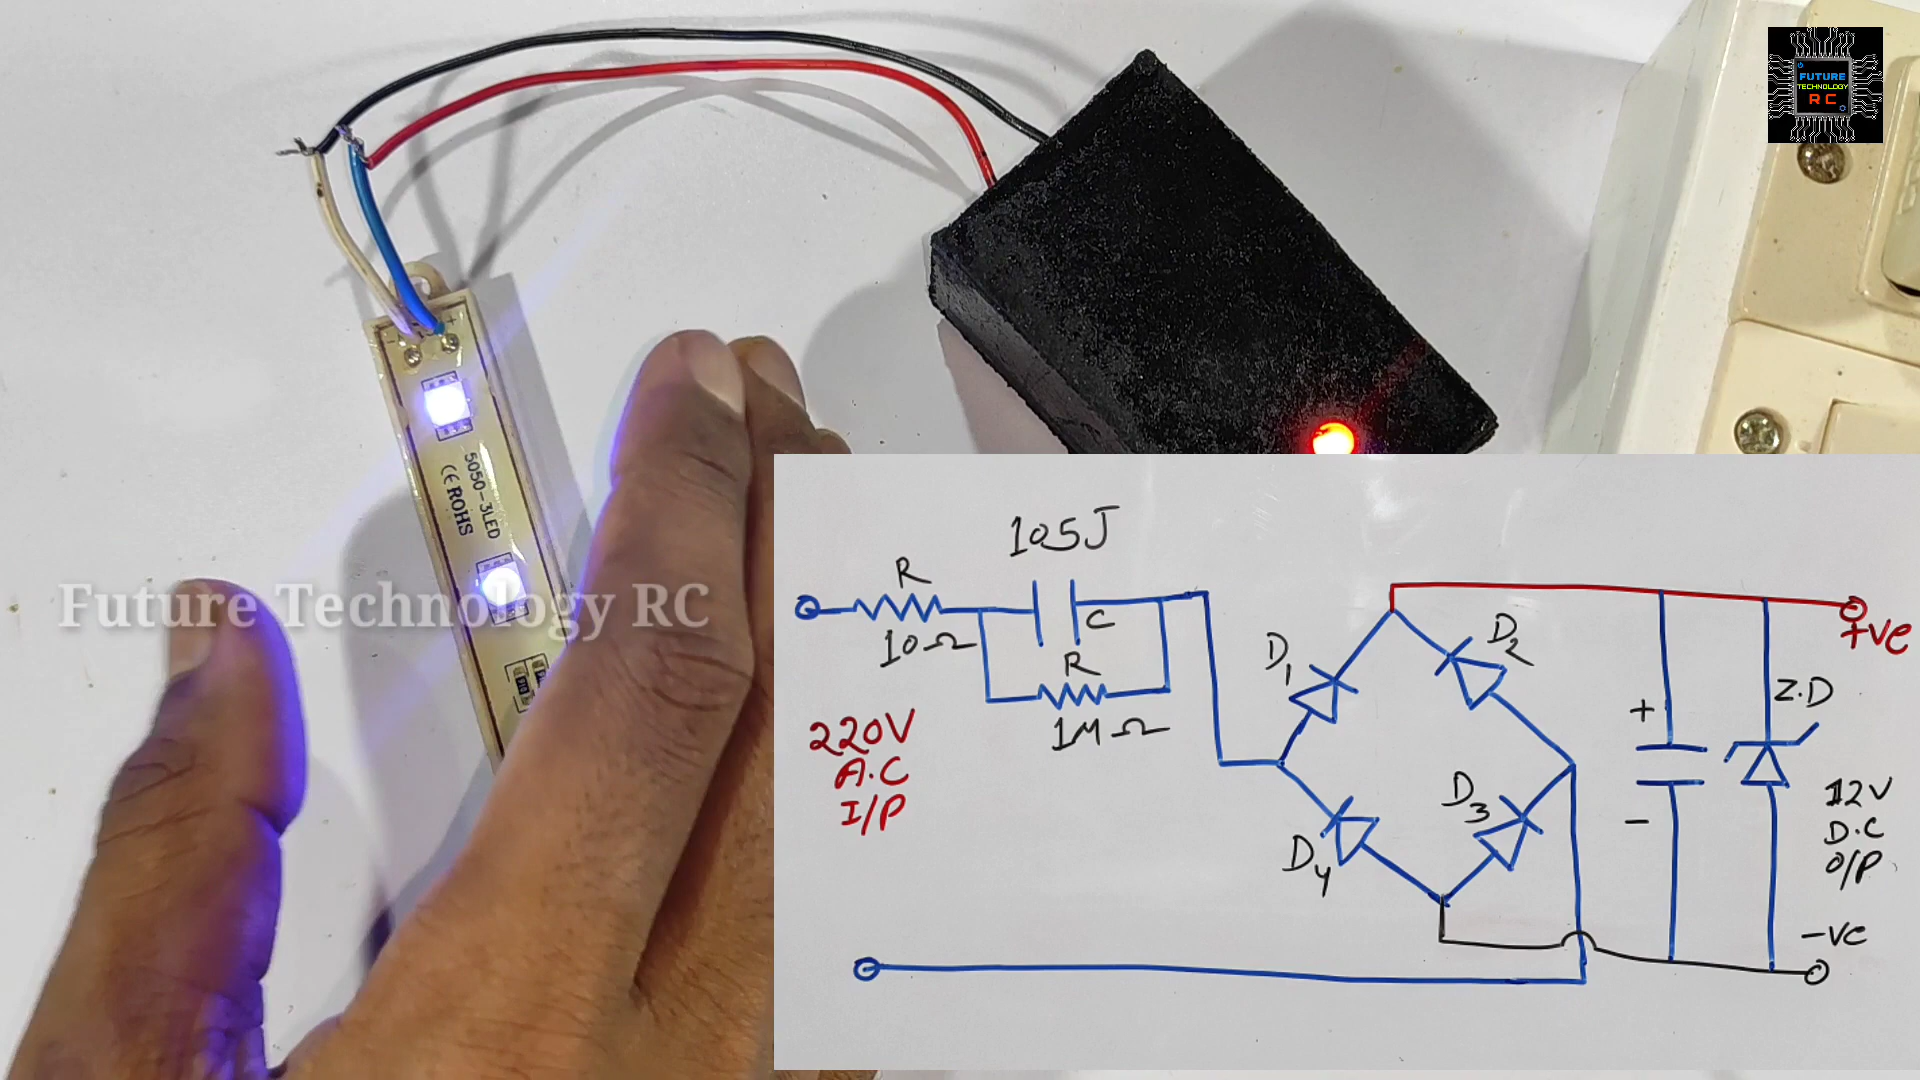 FUTURE
TECHNOLOGY
RC
+
-
5050-3LED
CE ROHS
Future Technology RC
105J
R
10Ω
C
R
1MΩ
220V
A.C
I/P
D1
D2
D3
D4
+
-
Z.D
+ve
12V
D.C
O/P
-ve